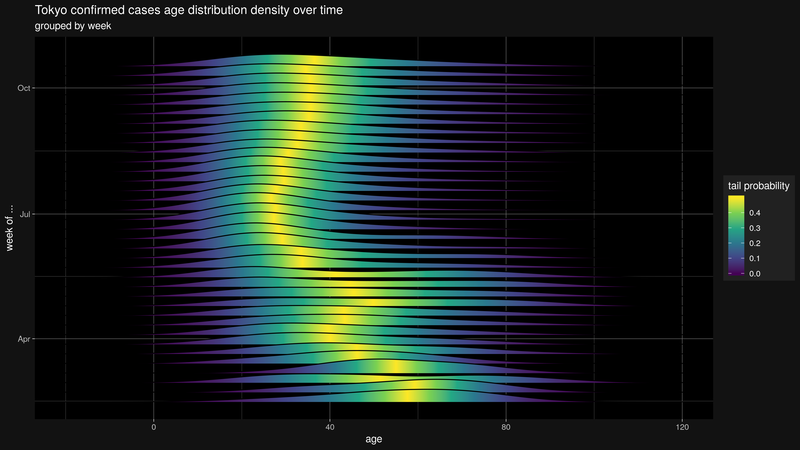 Tokyo confirmed cases age distribution density over time
grouped by week
Oct
Jul
Apr
week of ...
0
40
80
120
age
tail probability
0.4
0.3
0.2
0.1
0.0